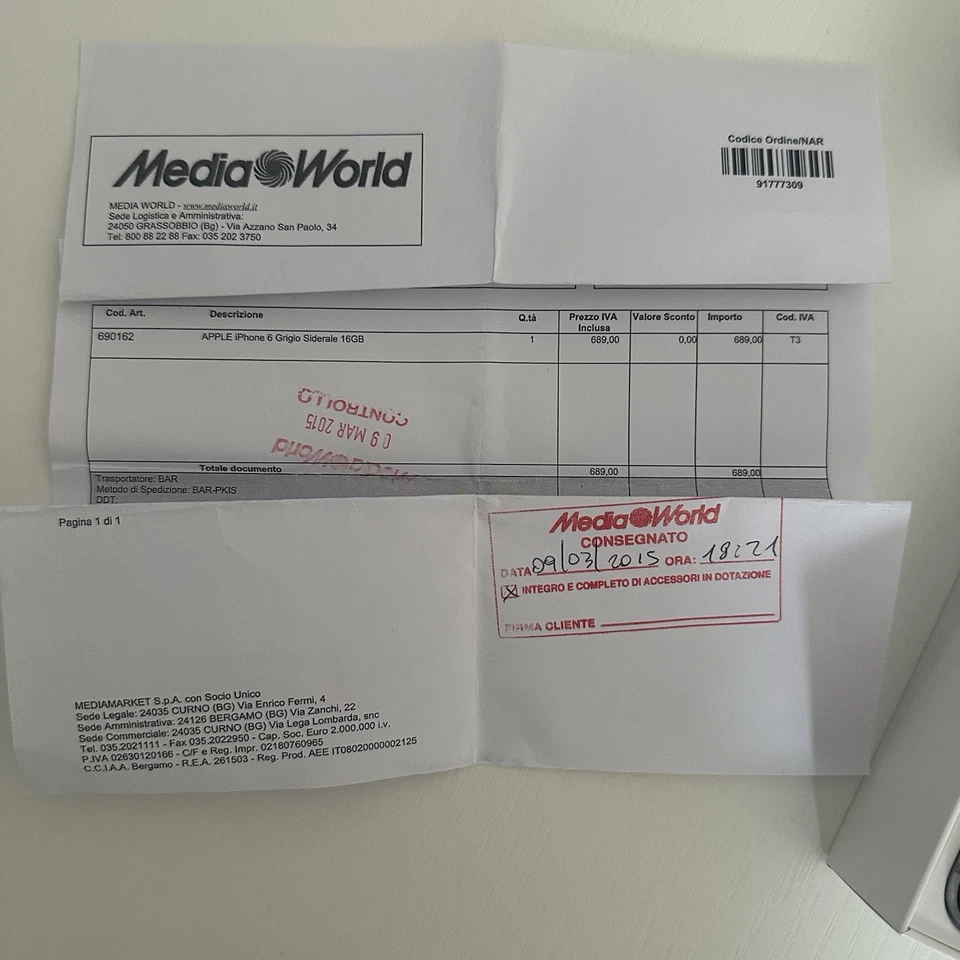 Media World
MEDIA WORLD - www.mediaworld.it
Sede Logistica e Amministrativa:
24050 GRASSOBBIO (Bg) - Via Azzano San Paolo, 34
Tel: 800 88 22 88 Fax: 035 202 3750
Codice Ordine/NAR
91777309
Cod. Art. Descrizione Q.tà Prezzo IVA Inclusa Valore Sconto Importo Cod. IVA
690162 APPLE iPhone 6 Grigio Siderale 16GB 1 689,00 0,00 689,00 T3
CONTROLLO
09 MAR 2015
Media World
Totale documento 689,00 689,00
Trasportatore: BAR
Metodo di Spedizione: BAR-PKIS
DDT:
Pagina 1 di 1
Media World
CONSEGNATO
DATA 09/03/2015 ORA: 18:21
INTEGRO E COMPLETO DI ACCESSORI IN DOTAZIONE
FIRMA CLIENTE
MEDIAMARKET S.p.A. con Socio Unico
Sede Legale: 24035 CURNO (BG) Via Enrico Fermi, 4
Sede Amministrativa: 24126 BERGAMO (BG) Via Zanchi, 22
Sede Commerciale: 24035 CURNO (BG) Via Lega Lombarda, snc
Tel. 035.2021111 - Fax 035.2022950 - Cap. Soc. Euro 2.000.000 i.v.
P.IVA 02630120166 - C/F e Reg. Impr. 02180760965
C.C.I.A.A. Bergamo - R.E.A. 261503 - Reg. Prod. AEE IT08020000002125